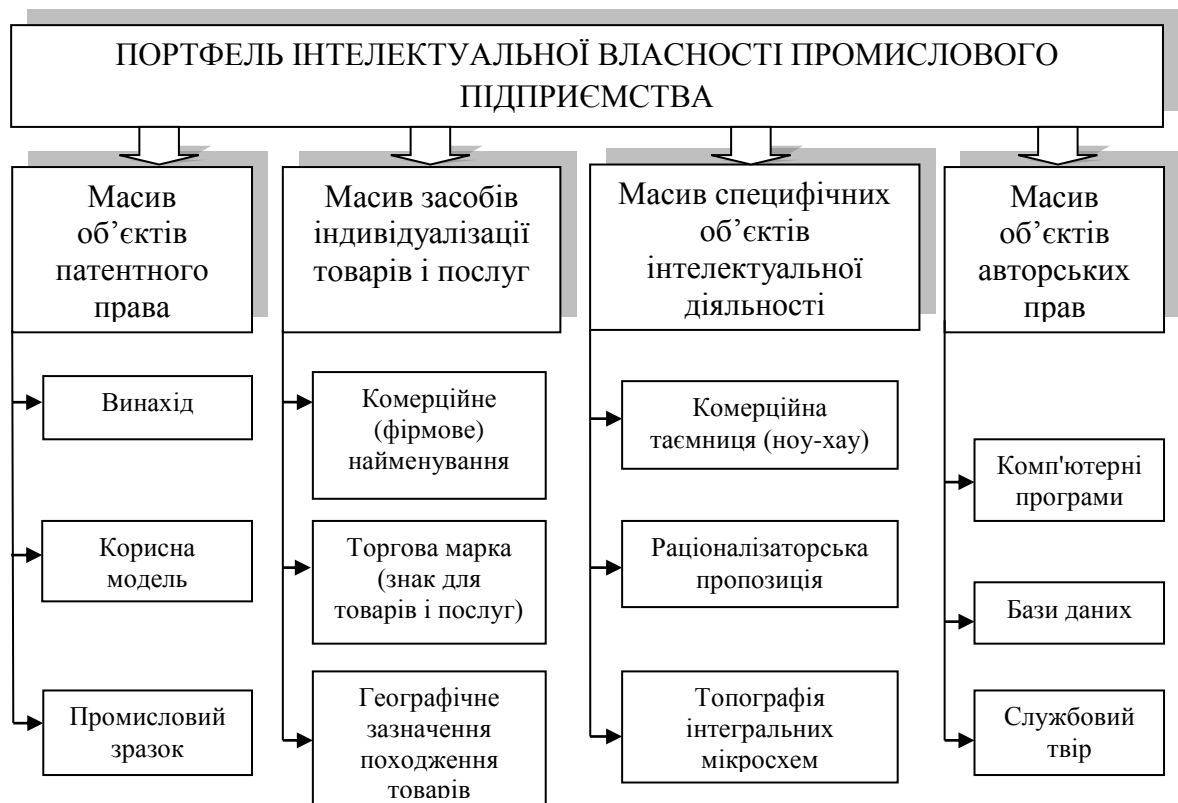 ПОРТФЕЛЬ ІНТЕЛЕКТУАЛЬНОЇ ВЛАСНОСТІ ПРОМИСЛОВОГО
ПІДПРИЄМСТВА
Масив
об’єктів
патентного
права
Винахід
Корисна
модель
Промисловий
зразок
Масив засобів
індивідуалізації
товарів і послуг
Комерційне
(фірмове)
найменування
Торгова марка
(знак для
товарів і послуг)
Географічне
зазначення
походження
товарів
Масив специфічних
об’єктів
інтелектуальної
діяльності
Комерційна
таємниця (ноу-хау)
Раціоналізаторська
пропозиція
Топографія
інтегральних
мікросхем
Масив
об’єктів
авторських
прав
Комп'ютерні
програми
Бази даних
Службовий
твір